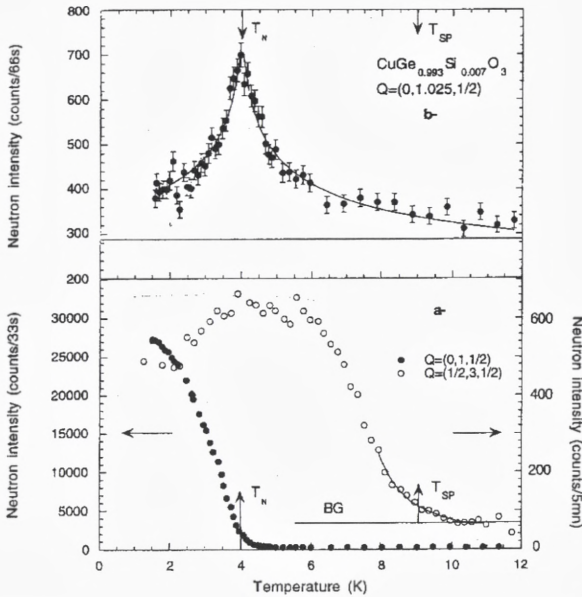 800
700
600
500
400
300
200
Neutron intensity (counts/66s)
T_N
T_SP
CuGe_0.993Si_0.007O_3
Q=(0,1.025,1/2)
b-
30000
25000
20000
15000
10000
5000
0
Neutron intensity (counts/33s)
a-
Q=(0,1,1/2)
Q=(1/2,3,1/2)
T_N
T_SP
BG
600
400
200
0
Neutron intensity (counts/5mn)
0 2 4 6 8 10 12
Temperature (K)